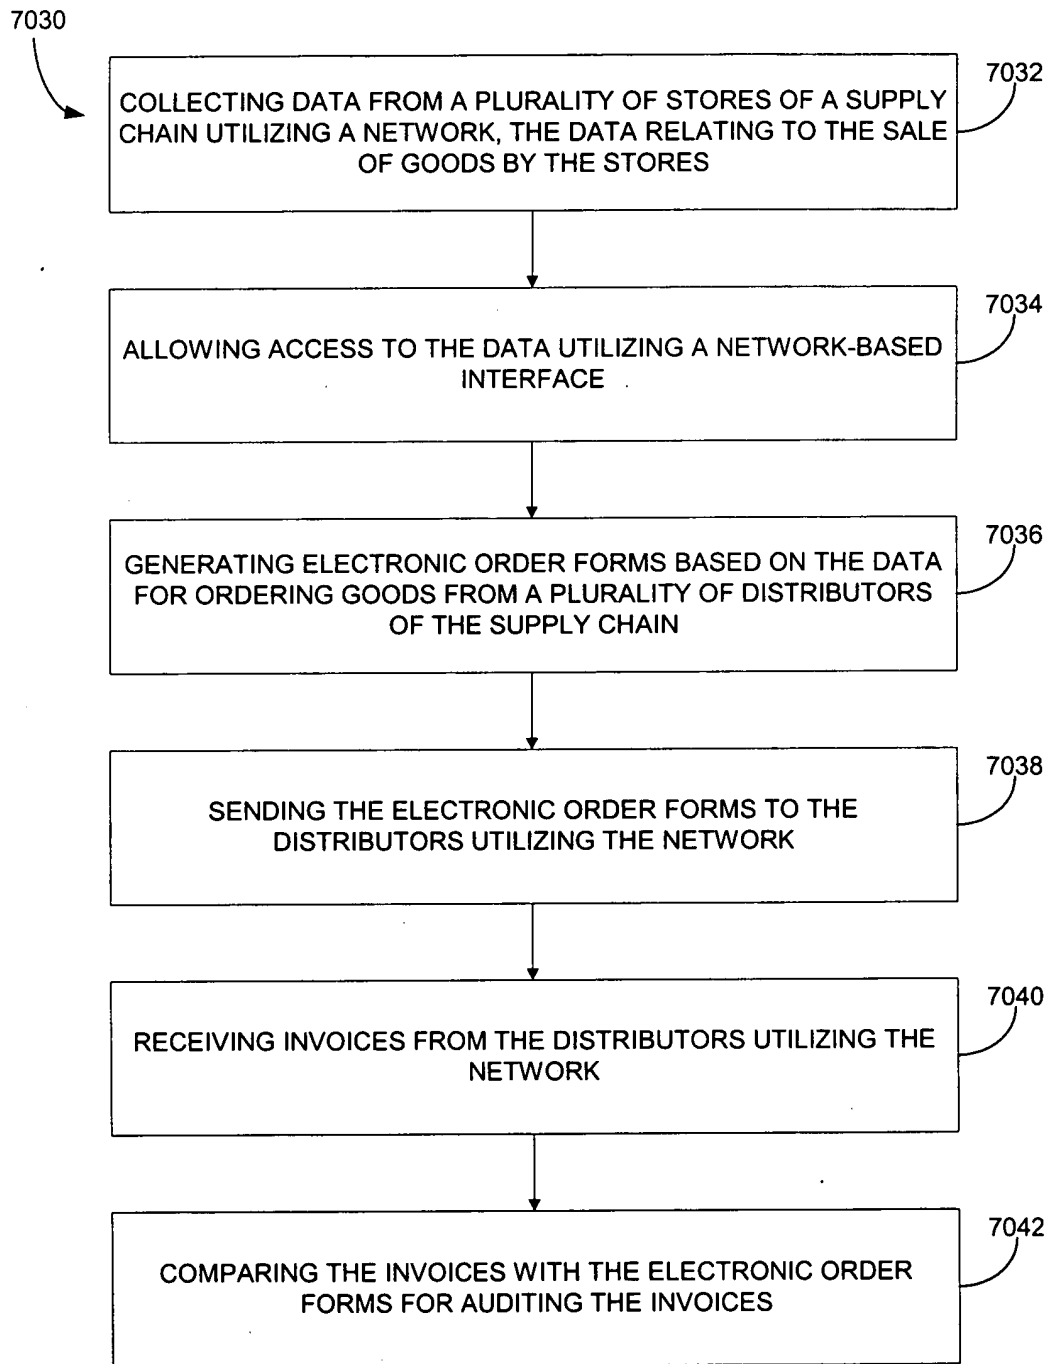 7030
7032
COLLECTING DATA FROM A PLURALITY OF STORES OF A SUPPLY
CHAIN UTILIZING A NETWORK, THE DATA RELATING TO THE SALE
OF GOODS BY THE STORES
7034
ALLOWING ACCESS TO THE DATA UTILIZING A NETWORK-BASED
INTERFACE
7036
GENERATING ELECTRONIC ORDER FORMS BASED ON THE DATA
FOR ORDERING GOODS FROM A PLURALITY OF DISTRIBUTORS
OF THE SUPPLY CHAIN
7038
SENDING THE ELECTRONIC ORDER FORMS TO THE
DISTRIBUTORS UTILIZING THE NETWORK
7040
RECEIVING INVOICES FROM THE DISTRIBUTORS UTILIZING THE
NETWORK
7042
COMPARING THE INVOICES WITH THE ELECTRONIC ORDER
FORMS FOR AUDITING THE INVOICES